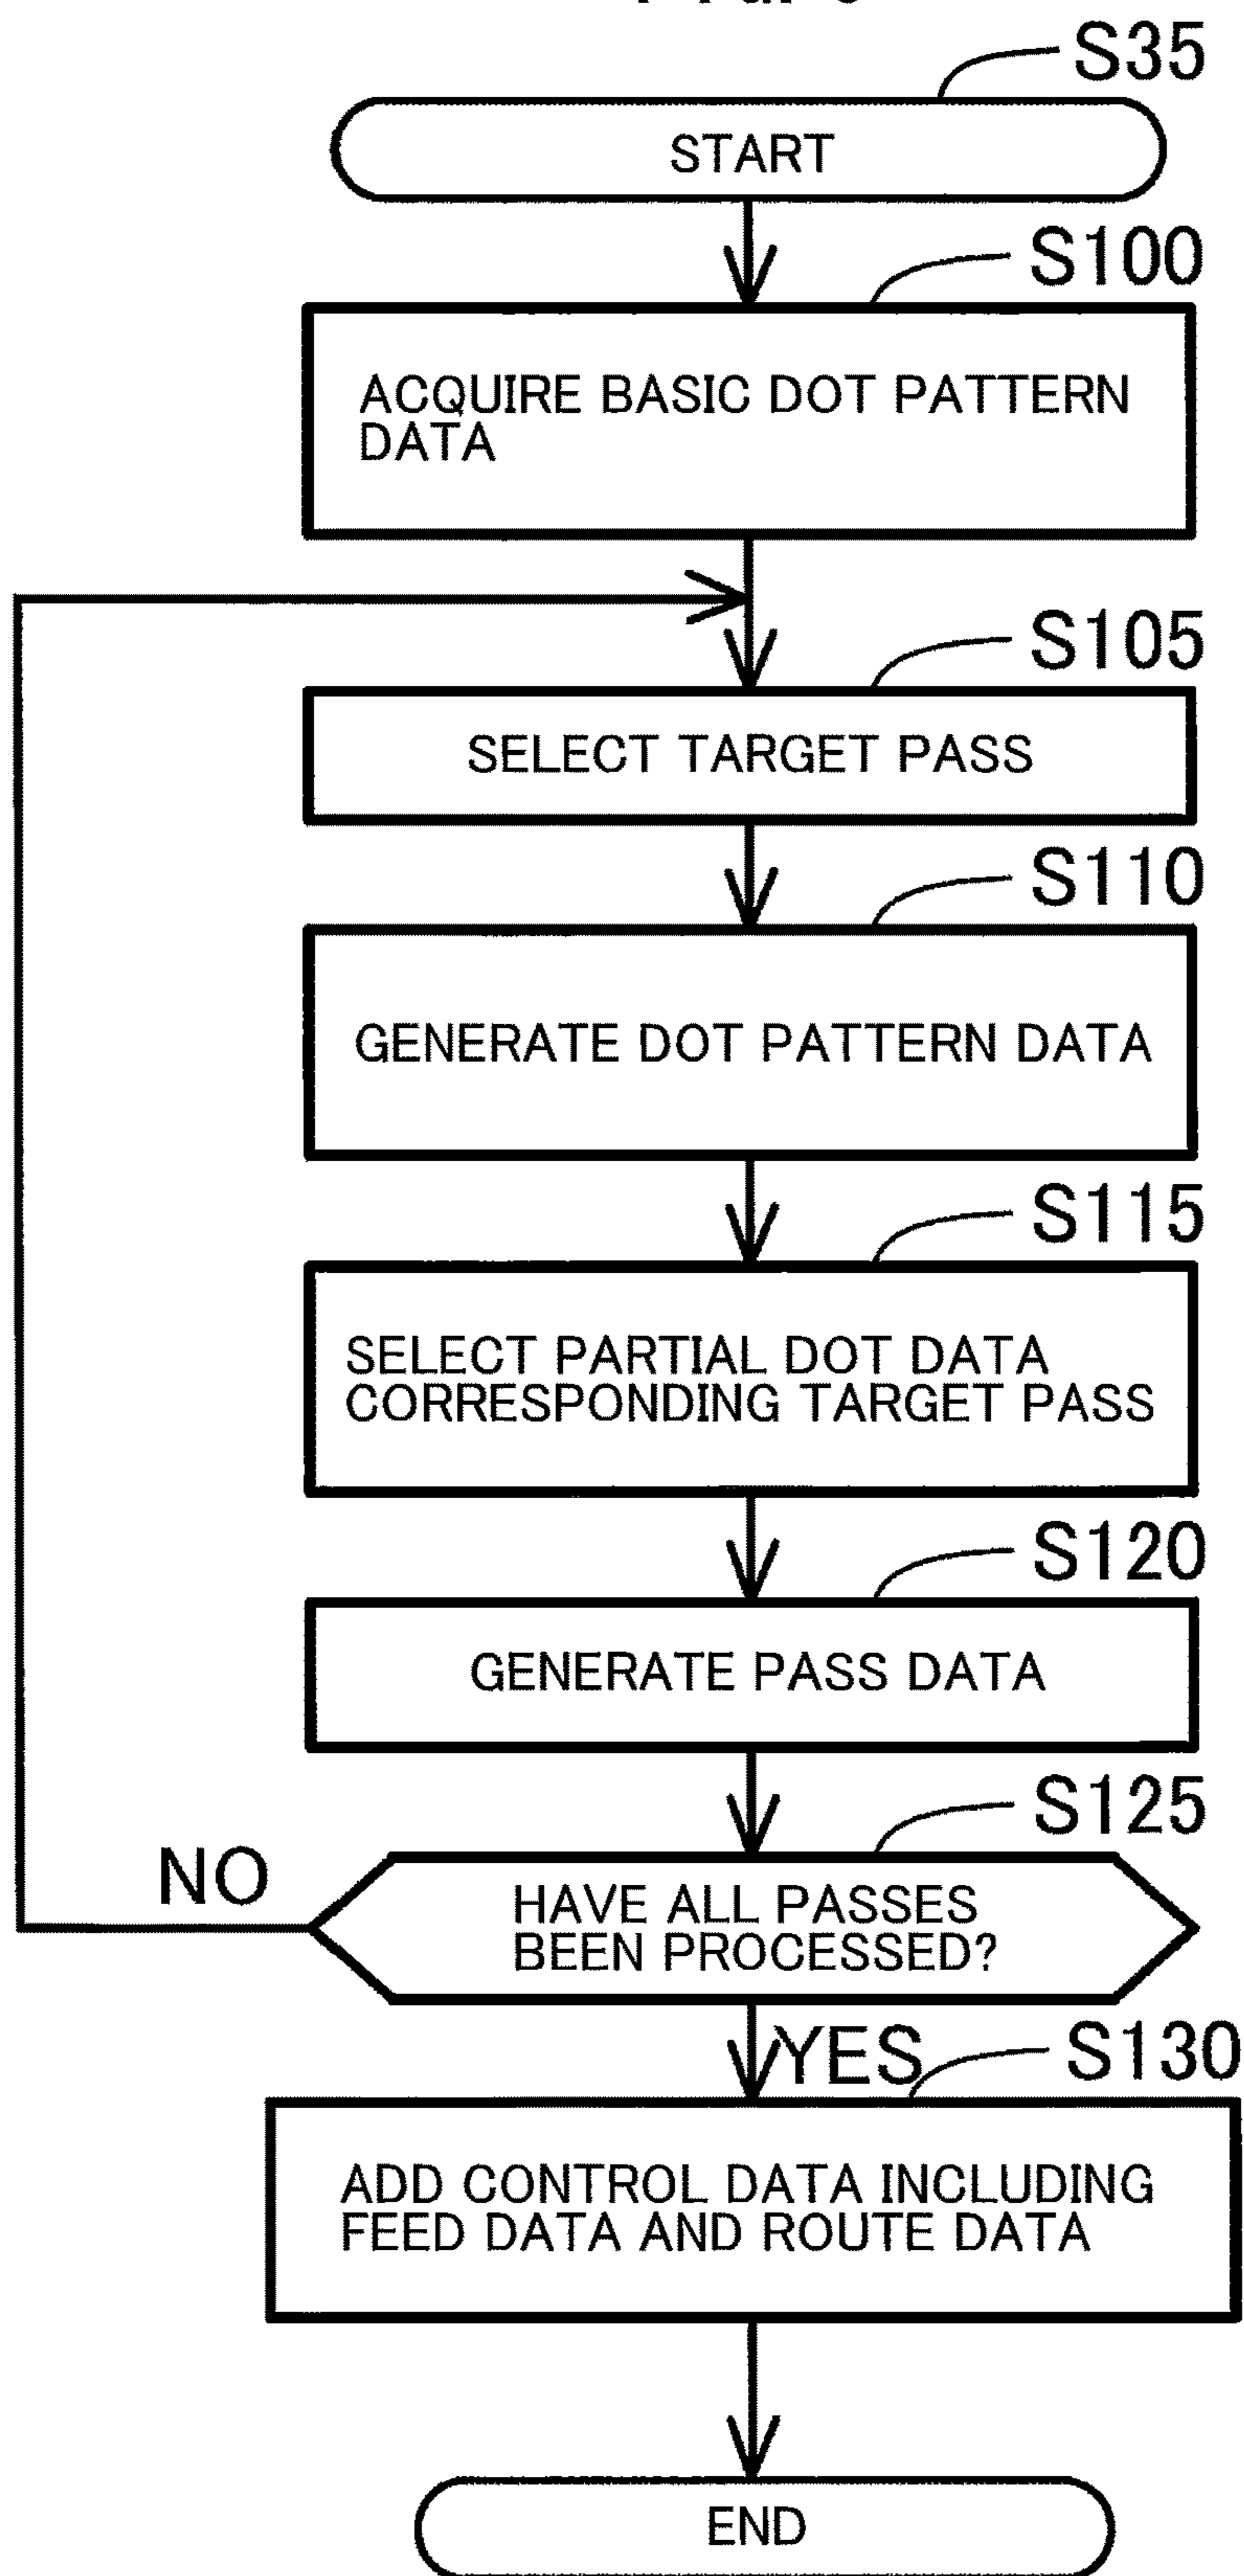 S35
START
S100
ACQUIRE BASIC DOT PATTERN
DATA
S105
SELECT TARGET PASS
S110
GENERATE DOT PATTERN DATA
S115
SELECT PARTIAL DOT DATA
CORRESPONDING TARGET PASS
S120
GENERATE PASS DATA
S125
NO
HAVE ALL PASSES
BEEN PROCESSED?
YES
S130
ADD CONTROL DATA INCLUDING
FEED DATA AND ROUTE DATA
END